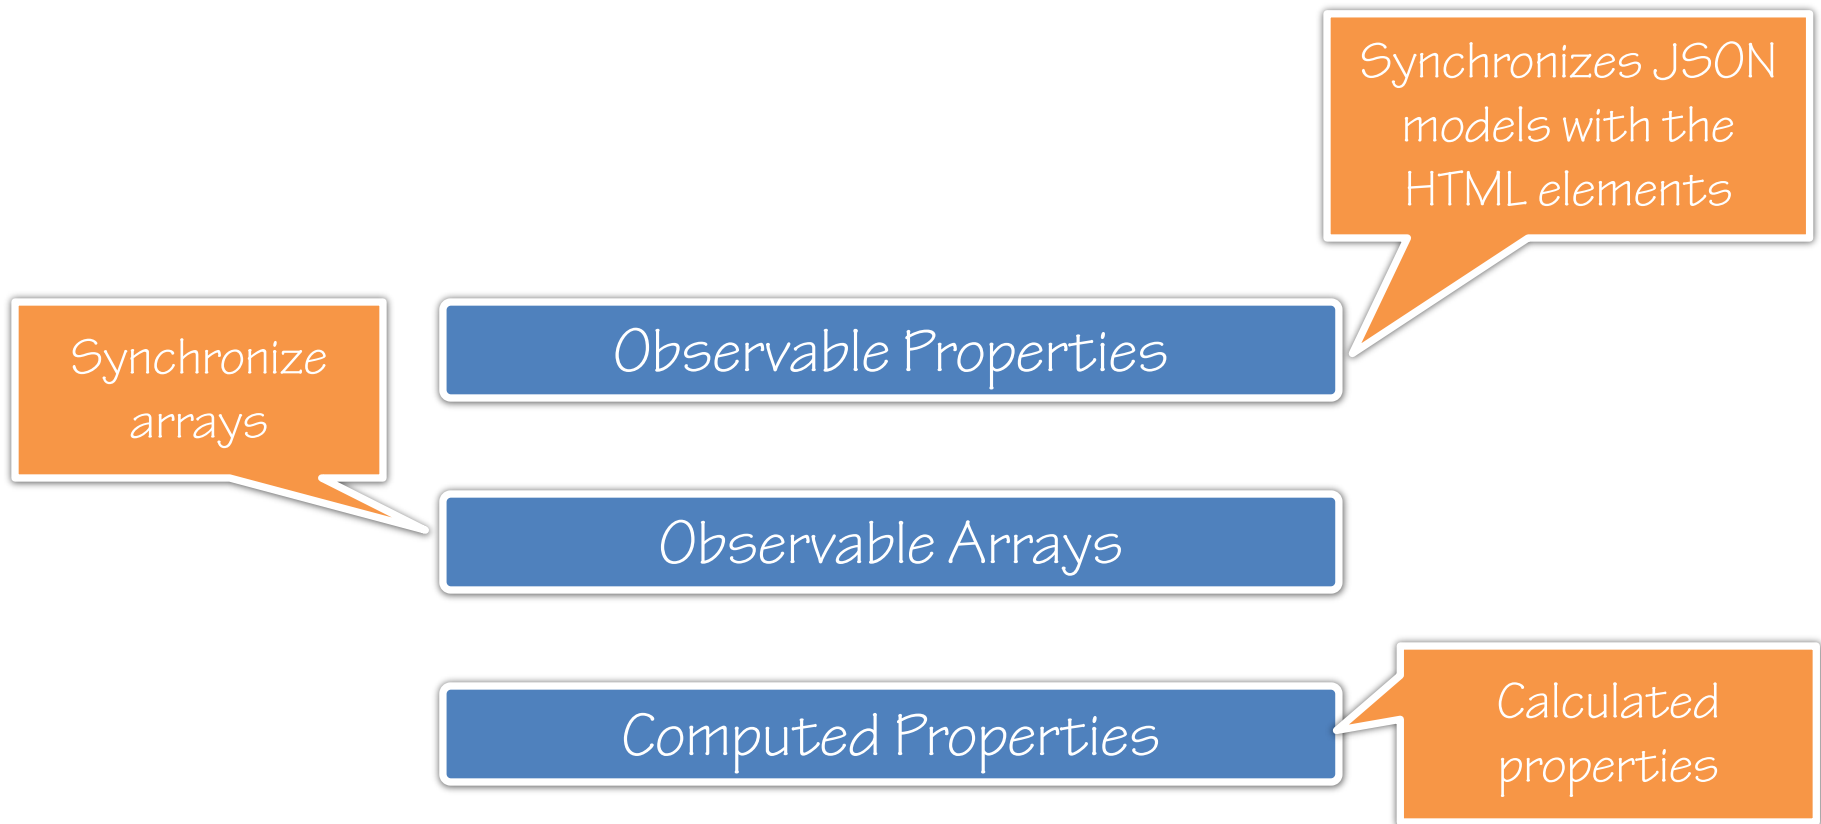 Synchronizes JSON
models with the
HTML elements
Observable Properties
Synchronize
arrays
Observable Arrays
Computed Properties
Calculated
properties